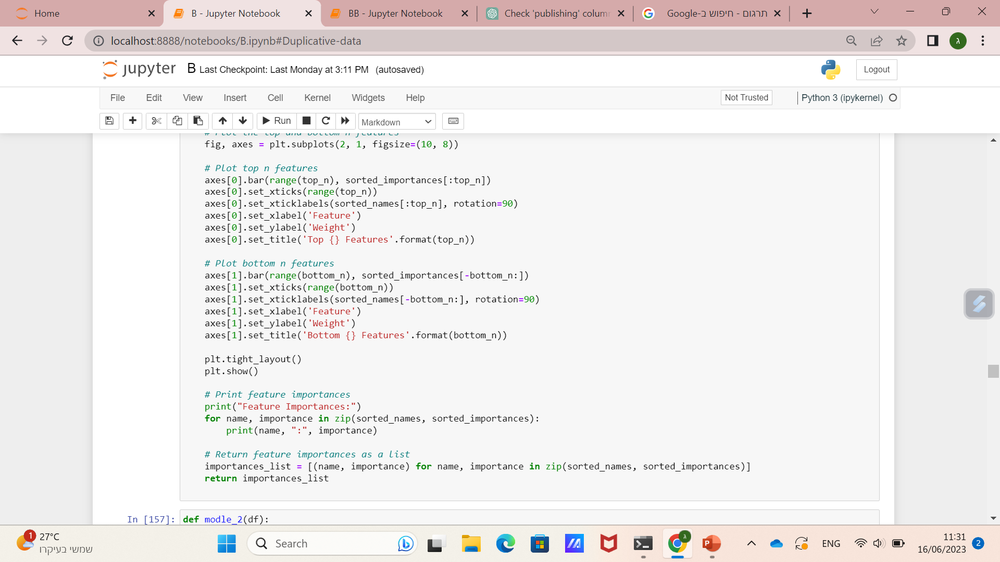 Home
B - Jupyter Notebook
BB - Jupyter Notebook
Check 'publishing' colum
תרגום - חיפוש ב-Google
localhost:8888/notebooks/B.ipynb#Duplicative-data
ג
jupyter B Last Checkpoint: Last Monday at 3:11 PM (autosaved)
Logout
File Edit View Insert Cell Kernel Widgets Help
Not Trusted
Python 3 (ipykernel)
Run
Markdown
# Plot the top and bottom n features
fig, axes = plt.subplots(2, 1, figsize=(10, 8))
# Plot top n features
axes[0].bar(range(top_n), sorted_importances[:top_n])
axes[0].set_xticks(range(top_n))
axes[0].set_xticklabels(sorted_names[:top_n], rotation=90)
axes[0].set_xlabel('Feature')
axes[0].set_ylabel('Weight')
axes[0].set_title('Top {} Features'.format(top_n))
# Plot bottom n features
axes[1].bar(range(bottom_n), sorted_importances[-bottom_n:])
axes[1].set_xticks(range(bottom_n))
axes[1].set_xticklabels(sorted_names[-bottom_n:], rotation=90)
axes[1].set_xlabel('Feature')
axes[1].set_ylabel('Weight')
axes[1].set_title('Bottom {} Features'.format(bottom_n))
plt.tight_layout()
plt.show()
# Print feature importances
print("Feature Importances:")
for name, importance in zip(sorted_names, sorted_importances):
    print(name, ":", importance)
# Return feature importances as a list
importances_list = [(name, importance) for name, importance in zip(sorted_names, sorted_importances)]
return importances_list
In [157]: def modle_2(df):
1
27°C
שמשי בעיקרו
Search
ג
P
ENG
11:31
16/06/2023
2